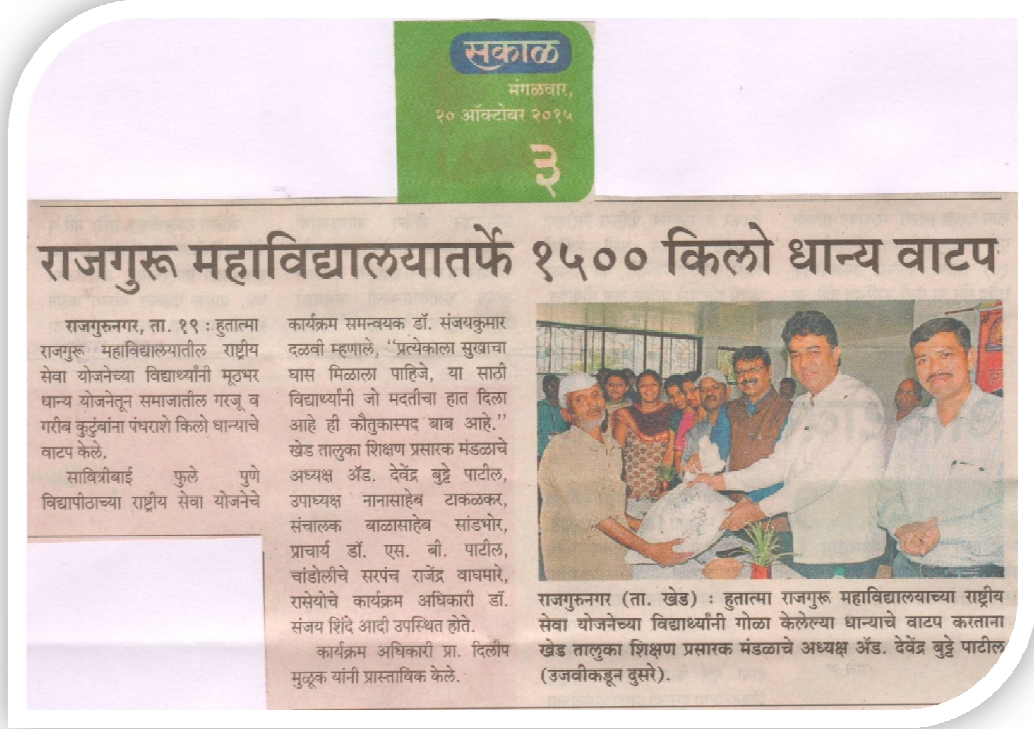 सकाळ
मंगळवार,
२० ऑक्टोबर २०१५
३
राजगुरू महाविद्यालयातर्फे १५०० किलो धान्य वाटप
राजगुरुनगर, ता. १९ : हुतात्मा
राजगुरू महाविद्यालयातील राष्ट्रीय
सेवा योजनेच्या विद्यार्थ्यांनी मूठभर
धान्य योजनेतून समाजातील गरजू व
गरीब कुटुंबांना पंधराशे किलो धान्याचे
वाटप केले.
सावित्रीबाई फुले पुणे
विद्यापीठाच्या राष्ट्रीय सेवा योजनेचे
कार्यक्रम समन्वयक डॉ. संजयकुमार
दळवी म्हणाले, ‘‘प्रत्येकाला सुखाचा
घास मिळाला पाहिजे, या साठी
विद्यार्थ्यांनी जो मदतीचा हात दिला
आहे ही कौतुकास्पद बाब आहे.’’
खेड तालुका शिक्षण प्रसारक मंडळाचे
अध्यक्ष ॲड. देवेंद्र बुट्टे पाटील,
उपाध्यक्ष नानासाहेब टाकळकर,
संचालक बाळासाहेब सांडभोर,
प्राचार्य डॉ. एस. बी. पाटील,
चांडोलीचे सरपंच राजेंद्र वाघमारे,
रासेयोचे कार्यक्रम अधिकारी डॉ.
संजय शिंदे आदी उपस्थित होते.
कार्यक्रम अधिकारी प्रा. दिलीप
मुळूक यांनी प्रास्ताविक केले.
राजगुरुनगर (ता. खेड) : हुतात्मा राजगुरू महाविद्यालयाच्या राष्ट्रीय
सेवा योजनेच्या विद्यार्थ्यांनी गोळा केलेल्या धान्याचे वाटप करताना
खेड तालुका शिक्षण प्रसारक मंडळाचे अध्यक्ष ॲड. देवेंद्र बुट्टे पाटील
(उजवीकडून दुसरे).